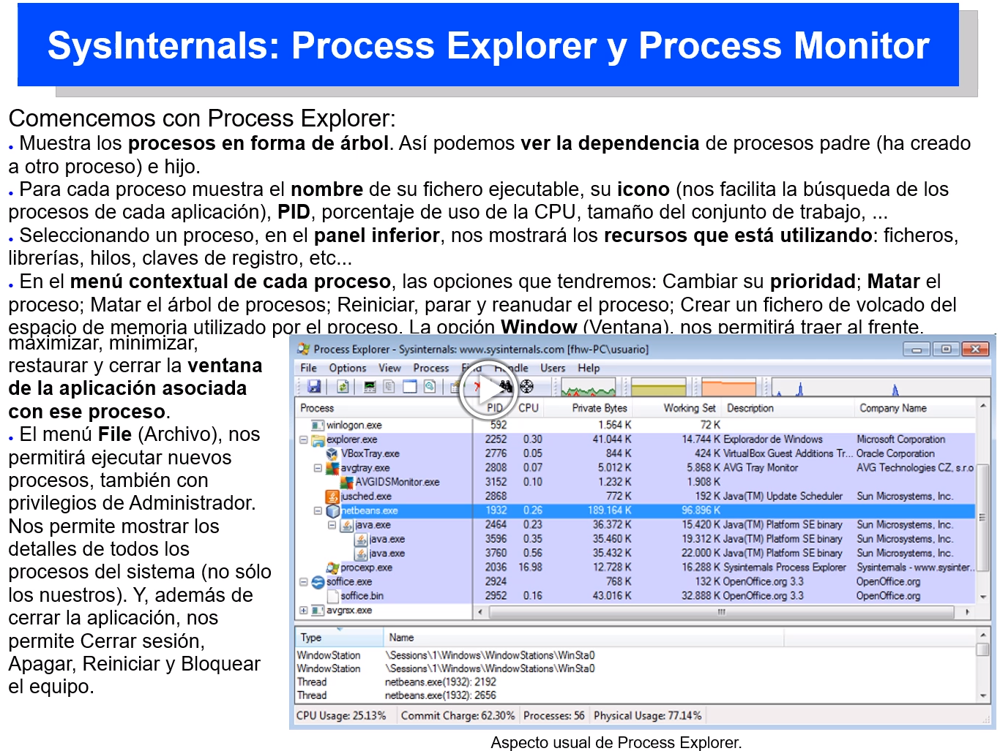 SysInternals: Process Explorer y Process Monitor
Comencemos con Process Explorer:
● Muestra los procesos en forma de árbol. Así podemos ver la dependencia de procesos padre (ha creado
a otro proceso) e hijo.
● Para cada proceso muestra el nombre de su fichero ejecutable, su icono (nos facilita la búsqueda de los
procesos de cada aplicación), PID, porcentaje de uso de la CPU, tamaño del conjunto de trabajo, ...
● Seleccionando un proceso, en el panel inferior, nos mostrará los recursos que está utilizando: ficheros,
librerías, hilos, claves de registro, etc...
● En el menú contextual de cada proceso, las opciones que tendremos: Cambiar su prioridad; Matar el
proceso; Matar el árbol de procesos; Reiniciar, parar y reanudar el proceso; Crear un fichero de volcado del
espacio de memoria utilizado por el proceso. La opción Window (Ventana), nos permitirá traer al frente,
maximizar, minimizar,
restaurar y cerrar la ventana
de la aplicación asociada
con ese proceso.
● El menú File (Archivo), nos
permitirá ejecutar nuevos
procesos, también con
privilegios de Administrador.
Nos permite mostrar los
detalles de todos los
procesos del sistema (no sólo
los nuestros). Y, además de
cerrar la aplicación, nos
permite Cerrar sesión,
Apagar, Reiniciar y Bloquear
el equipo.
Process Explorer - Sysinternals: www.sysinternals.com [fhw-PC\usuario]
File Options View Process Find Handle Users Help
Process PID CPU Private Bytes Working Set Description Company Name
winlogon.exe 592 1.564 K 72 K
explorer.exe 2252 0.30 41.044 K 14.744 K Explorador de Windows Microsoft Corporation
VBoxTray.exe 2776 0.05 844 K 424 K VirtualBox Guest Additions Tr... Oracle Corporation
avgtray.exe 2808 0.07 5.012 K 5.868 K AVG Tray Monitor AVG Technologies CZ, s.r.o
AVGIDSMonitor.exe 3152 0.10 1.232 K 1.908 K
jusched.exe 2868 772 K 192 K Java(TM) Update Scheduler Sun Microsystems, Inc.
netbeans.exe 1932 0.26 189.164 K 96.896 K
java.exe 2464 0.23 36.372 K 15.420 K Java(TM) Platform SE binary Sun Microsystems, Inc.
java.exe 3596 0.35 35.460 K 19.312 K Java(TM) Platform SE binary Sun Microsystems, Inc.
java.exe 3760 0.56 35.432 K 22.000 K Java(TM) Platform SE binary Sun Microsystems, Inc.
procexp.exe 2036 16.98 12.728 K 16.288 K Sysinternals Process Explorer Sysinternals - www.sysinter...
soffice.exe 2924 768 K 132 K OpenOffice.org 3.3 OpenOffice.org
soffice.bin 2952 0.16 43.016 K 32.888 K OpenOffice.org 3.3 OpenOffice.org
avgrsx.exe
Type Name
WindowStation \Sessions\1\Windows\WindowStations\WinSta0
WindowStation \Sessions\1\Windows\WindowStations\WinSta0
Thread netbeans.exe(1932): 2192
Thread netbeans.exe(1932): 2656
CPU Usage: 25.13% Commit Charge: 62.30% Processes: 56 Physical Usage: 77.14%
Aspecto usual de Process Explorer.